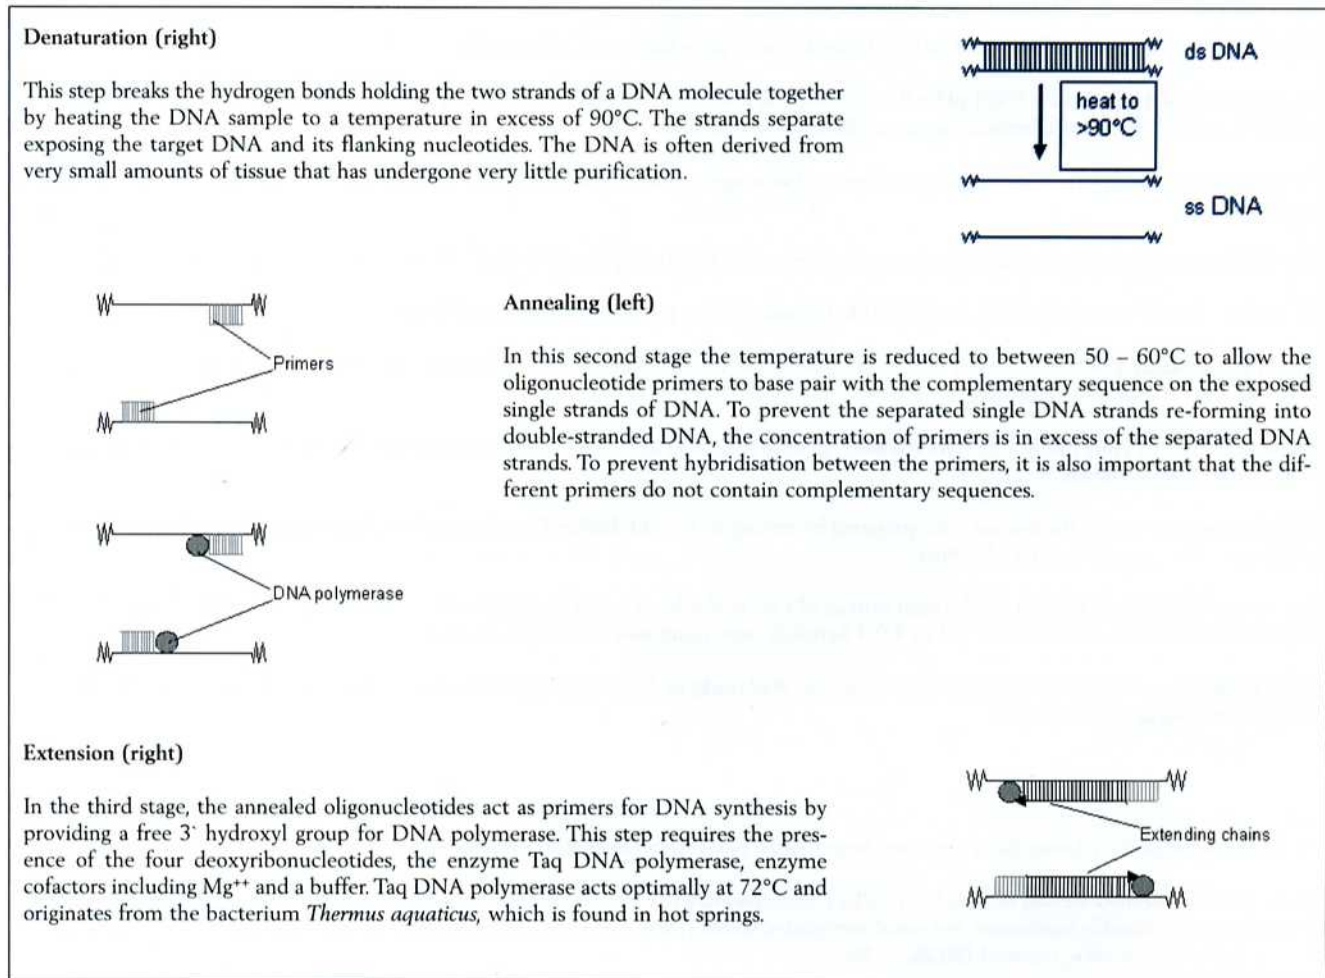 Denaturation (right)
This step breaks the hydrogen bonds holding the two strands of a DNA molecule together
by heating the DNA sample to a temperature in excess of 90°C. The strands separate
exposing the target DNA and its flanking nucleotides. The DNA is often derived from
very small amounts of tissue that has undergone very little purification.
ds DNA
heat to
>90°C
ss DNA
Primers
DNA polymerase
Annealing (left)
In this second stage the temperature is reduced to between 50 – 60°C to allow the
oligonucleotide primers to base pair with the complementary sequence on the exposed
single strands of DNA. To prevent the separated single DNA strands re-forming into
double-stranded DNA, the concentration of primers is in excess of the separated DNA
strands. To prevent hybridisation between the primers, it is also important that the dif-
ferent primers do not contain complementary sequences.
Extension (right)
In the third stage, the annealed oligonucleotides act as primers for DNA synthesis by
providing a free 3` hydroxyl group for DNA polymerase. This step requires the pres-
ence of the four deoxyribonucleotides, the enzyme Taq DNA polymerase, enzyme
cofactors including Mg⁺⁺ and a buffer. Taq DNA polymerase acts optimally at 72°C and
originates from the bacterium Thermus aquaticus, which is found in hot springs.
Extending chains